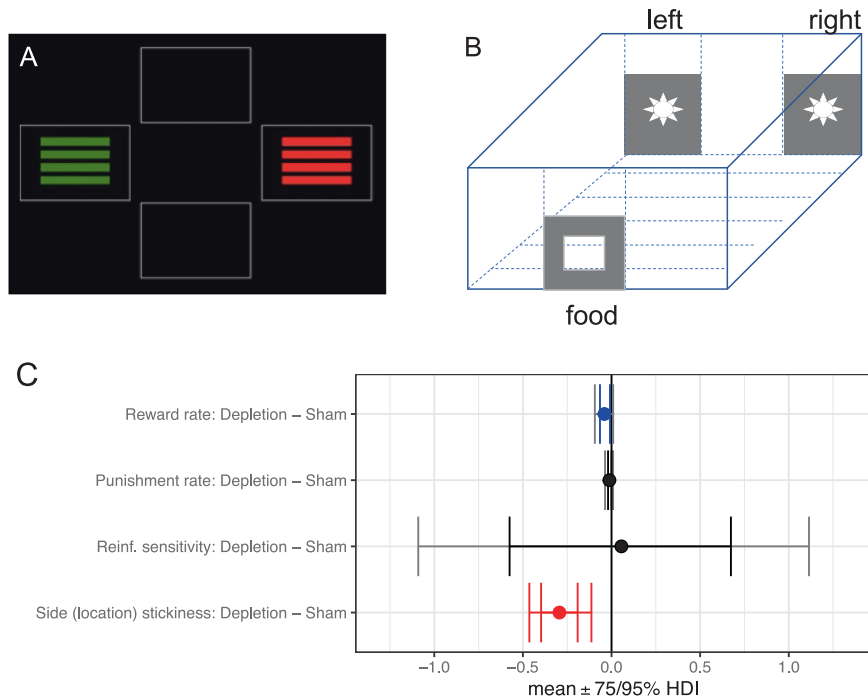 A
B
left
right
food
C
Reward rate: Depletion – Sham
Punishment rate: Depletion – Sham
Reinf. sensitivity: Depletion – Sham
Side (location) stickiness: Depletion – Sham
−1.0 −0.5 0.0 0.5 1.0
mean ± 75/95% HDI